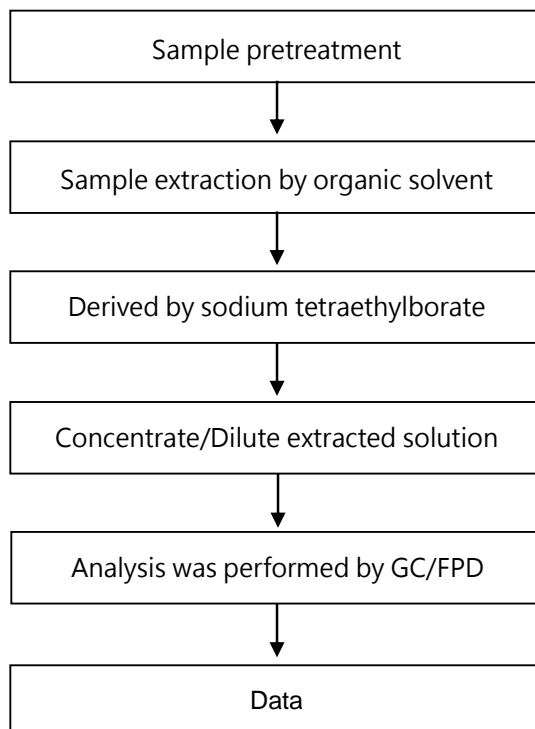 Sample pretreatment
Sample extraction by organic solvent
Derived by sodium tetraethylborate
Concentrate/Dilute extracted solution
Analysis was performed by GC/FPD
Data